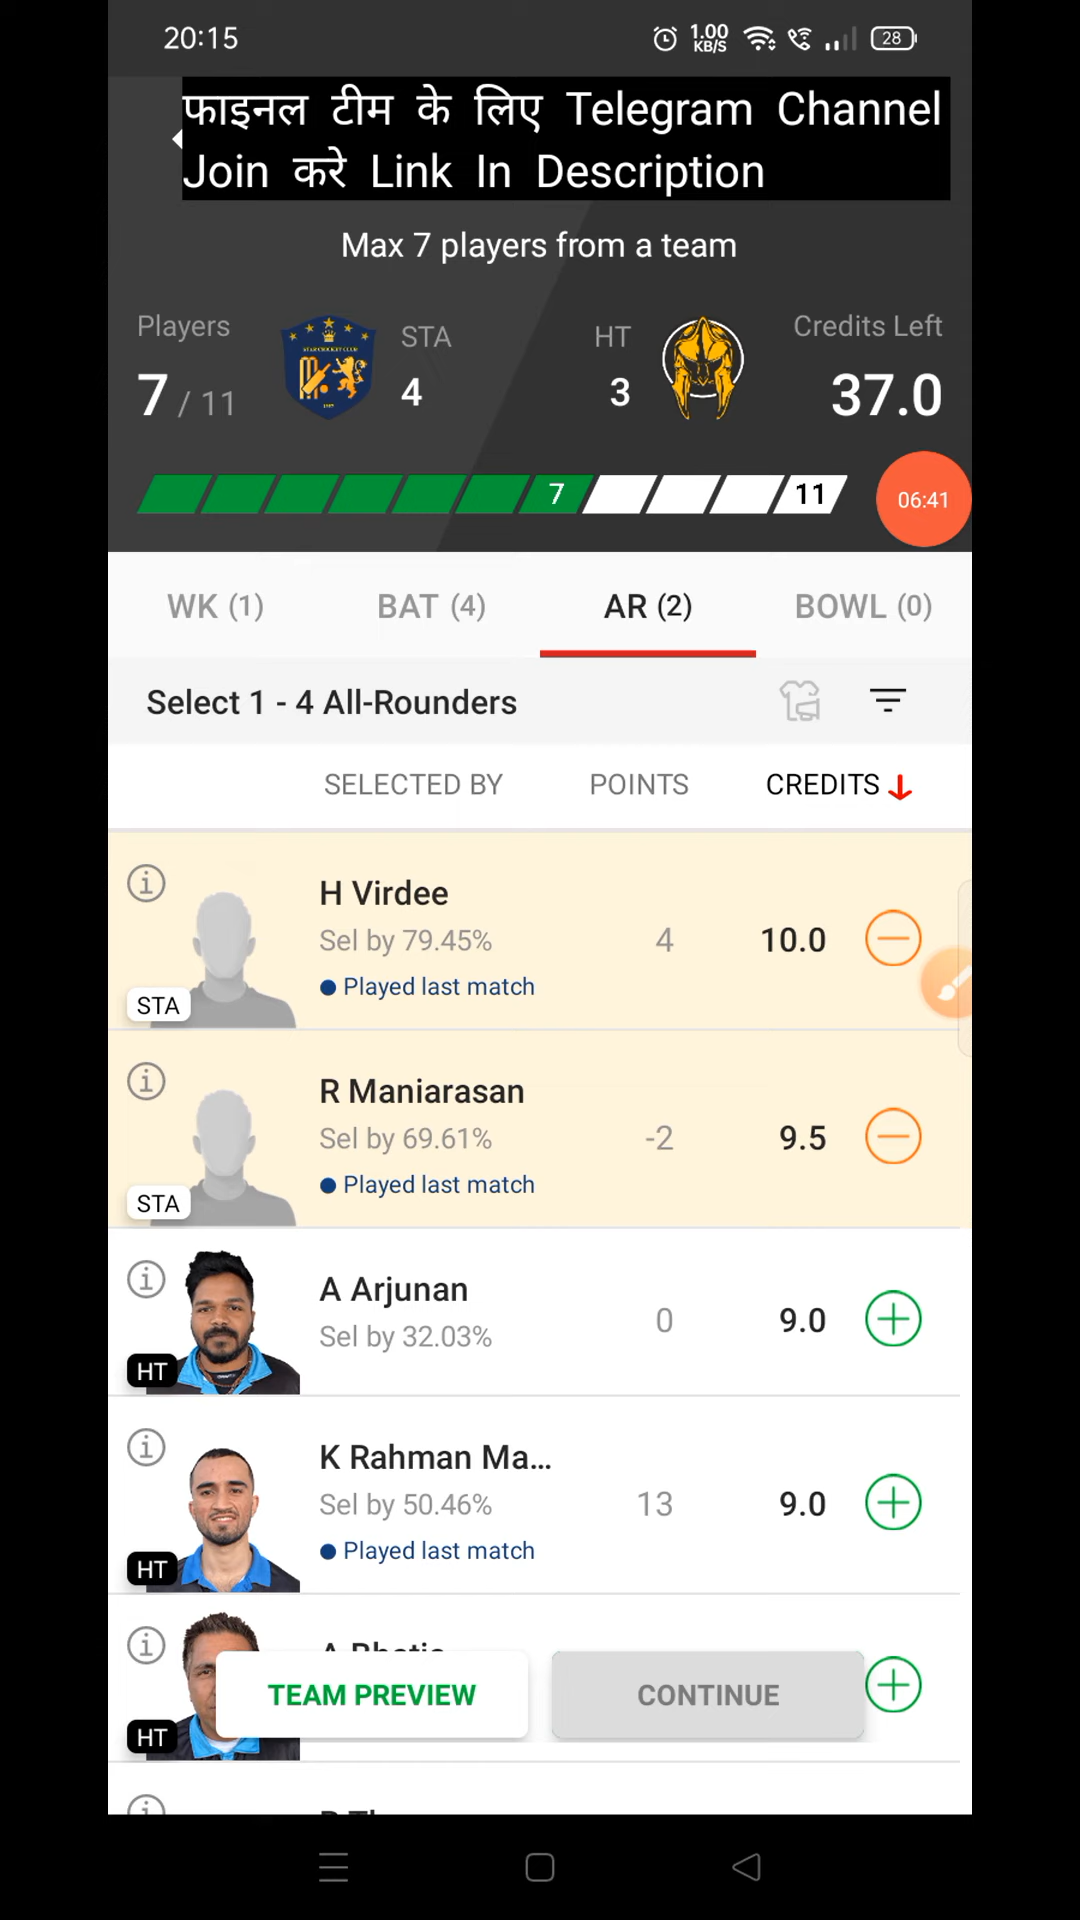 20:15
1.00 KB/S
28
फाइनल टीम के लिए Telegram Channel
Join करे Link In Description
Max 7 players from a team
Players
STA
HT
Credits Left
7 / 11
4
3
37.0
7
11
06:41
WK (1)
BAT (4)
AR (2)
BOWL (0)
Select 1 - 4 All-Rounders
SELECTED BY
POINTS
CREDITS
H Virdee
Sel by 79.45%
4
10.0
Played last match
STA
R Maniarasan
Sel by 69.61%
-2
9.5
Played last match
STA
A Arjunan
Sel by 32.03%
0
9.0
HT
K Rahman Ma...
Sel by 50.46%
13
9.0
Played last match
HT
TEAM PREVIEW
CONTINUE
HT